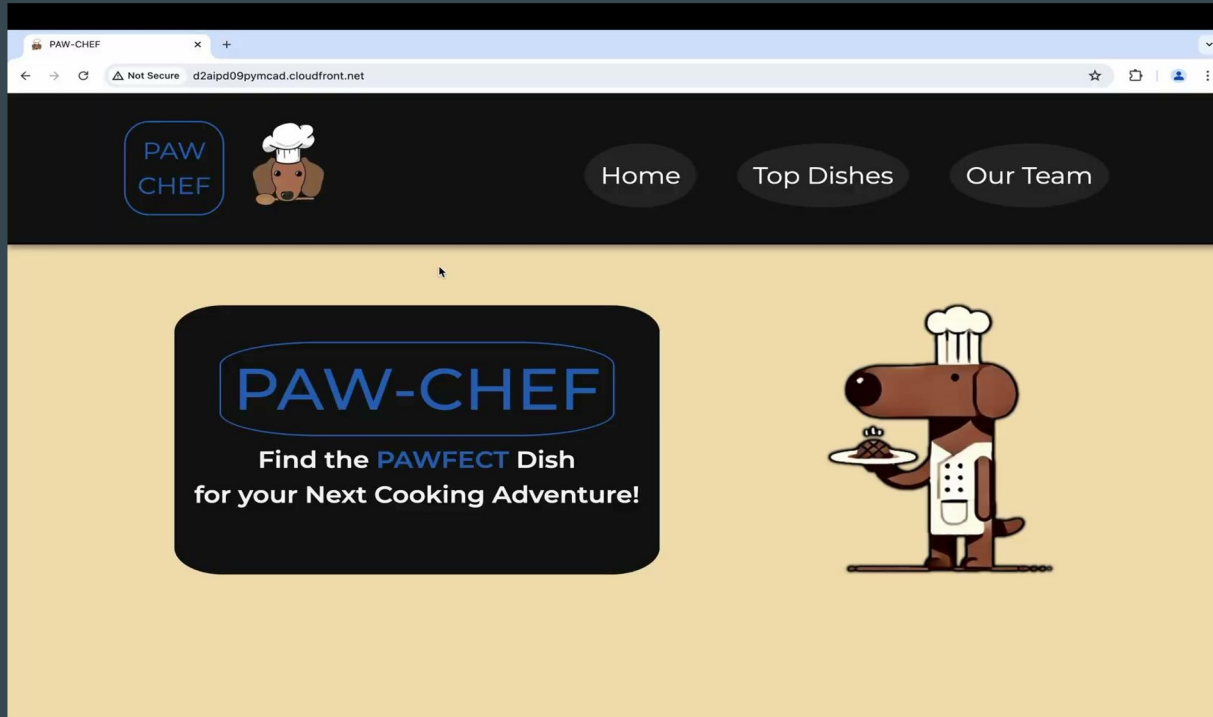 PAW-CHEF
Not Secure d2aipd09pymcad.cloudfront.net
PAW
CHEF
Home Top Dishes Our Team
PAW-CHEF
Find the PAWFECT Dish
for your Next Cooking Adventure!